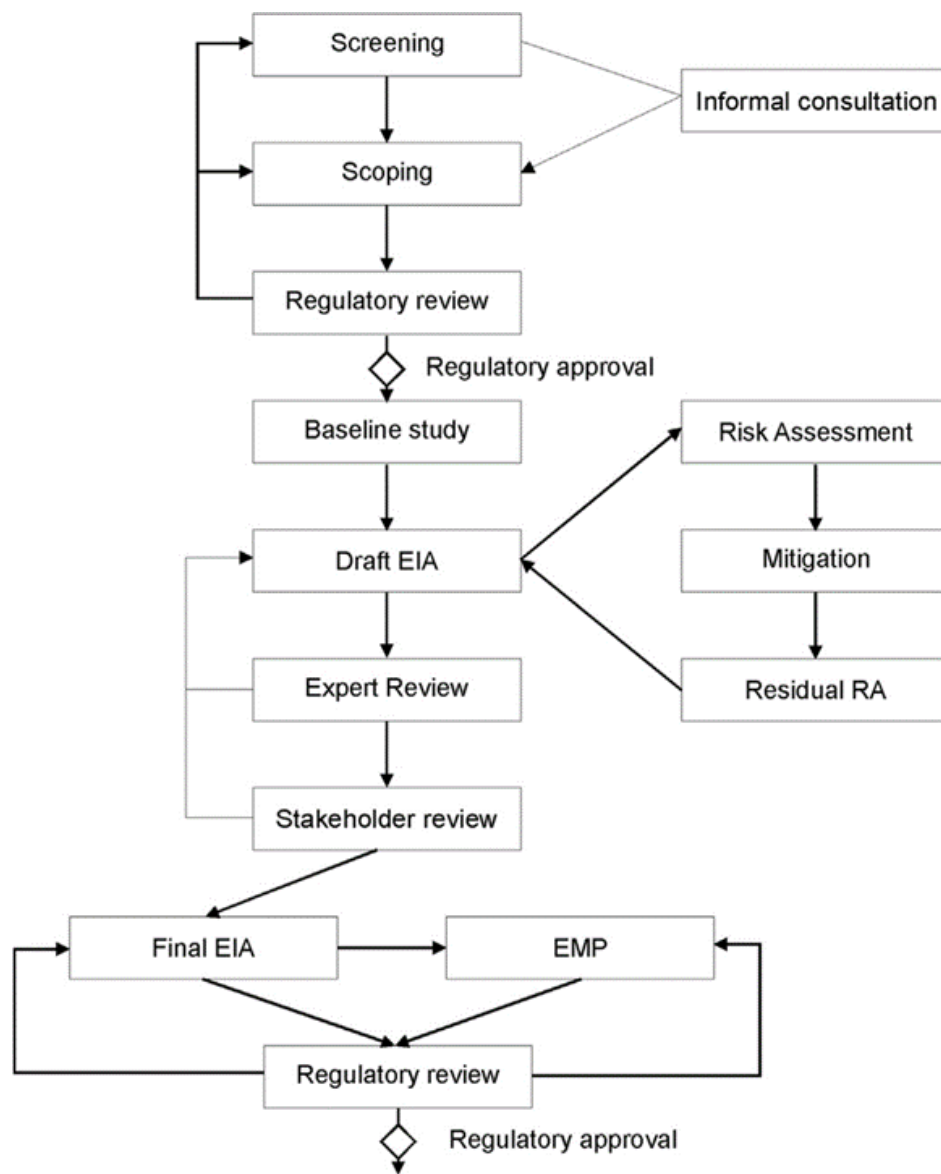 Screening
Informal consultation
Scoping
Regulatory review
Regulatory approval
Baseline study
Risk Assessment
Draft EIA
Mitigation
Expert Review
Residual RA
Stakeholder review
Final EIA
EMP
Regulatory review
Regulatory approval